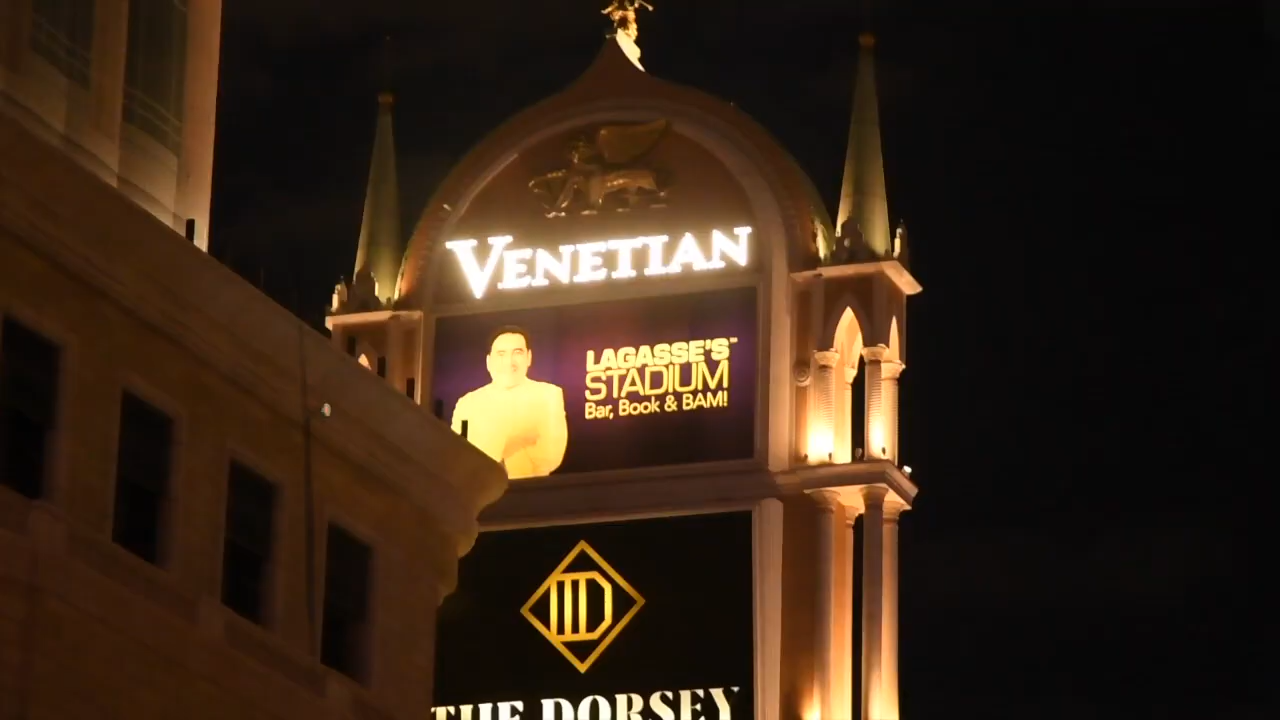 VENETIAN
LAGASSE'S™
STADIUM
Bar, Book & BAM!
D
THE DORSEY